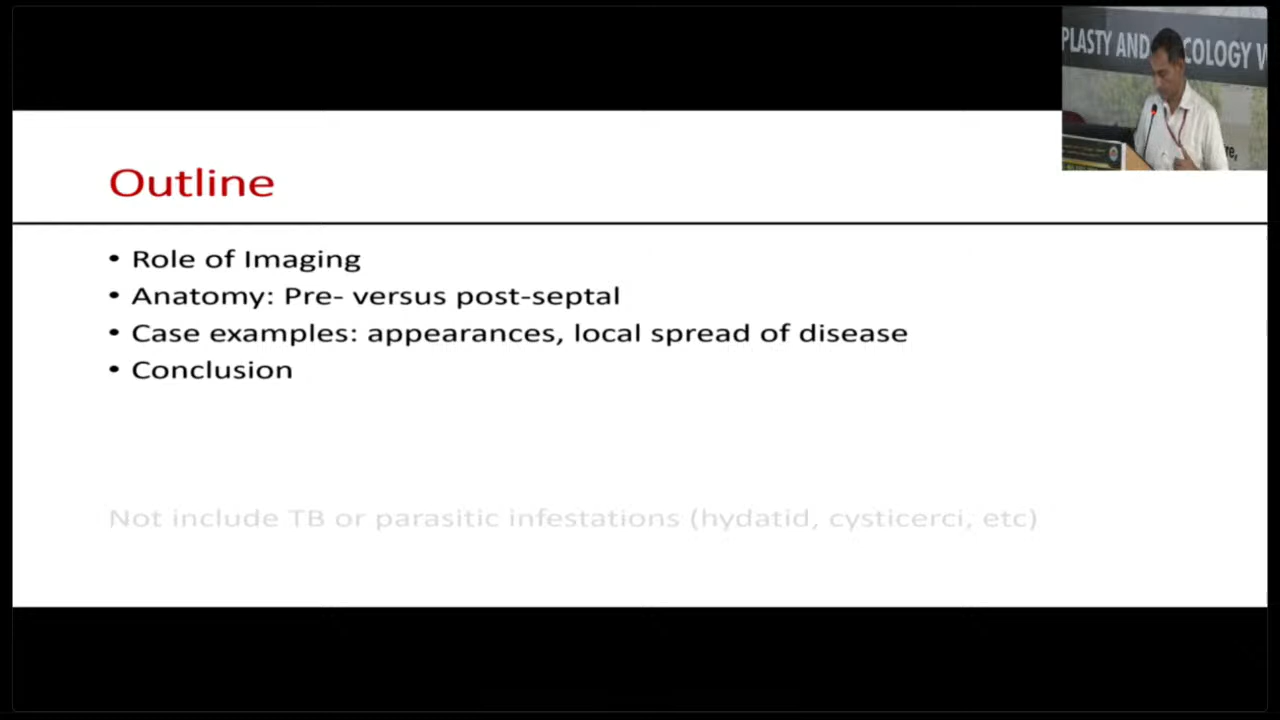 PLASTY AND COLOGY W
Outline
• Role of Imaging
• Anatomy: Pre- versus post-septal
• Case examples: appearances, local spread of disease
• Conclusion
Not include TB or parasitic infestations (hydatid, cysticerci, etc)